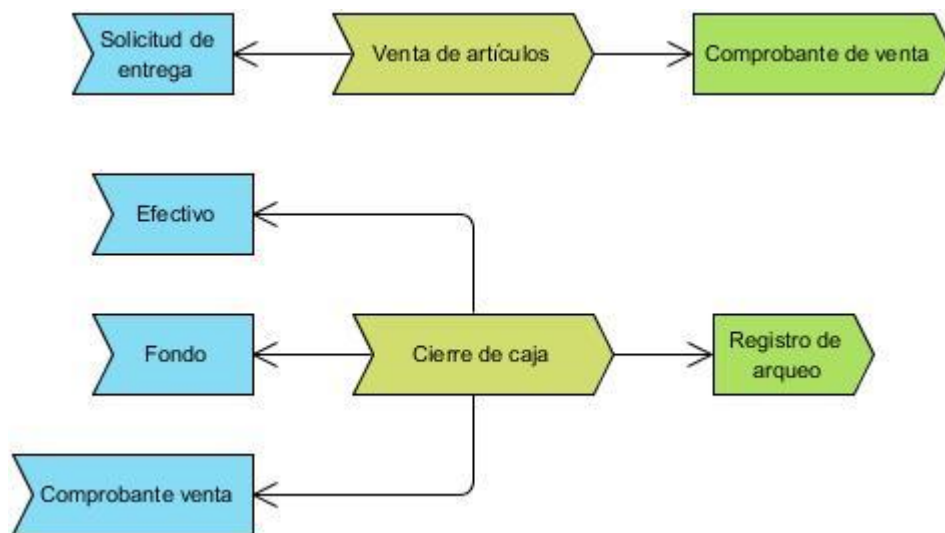 Solicitud de
entrega
Venta de artículos
Comprobante de venta
Efectivo
Fondo
Cierre de caja
Registro de
arqueo
Comprobante venta